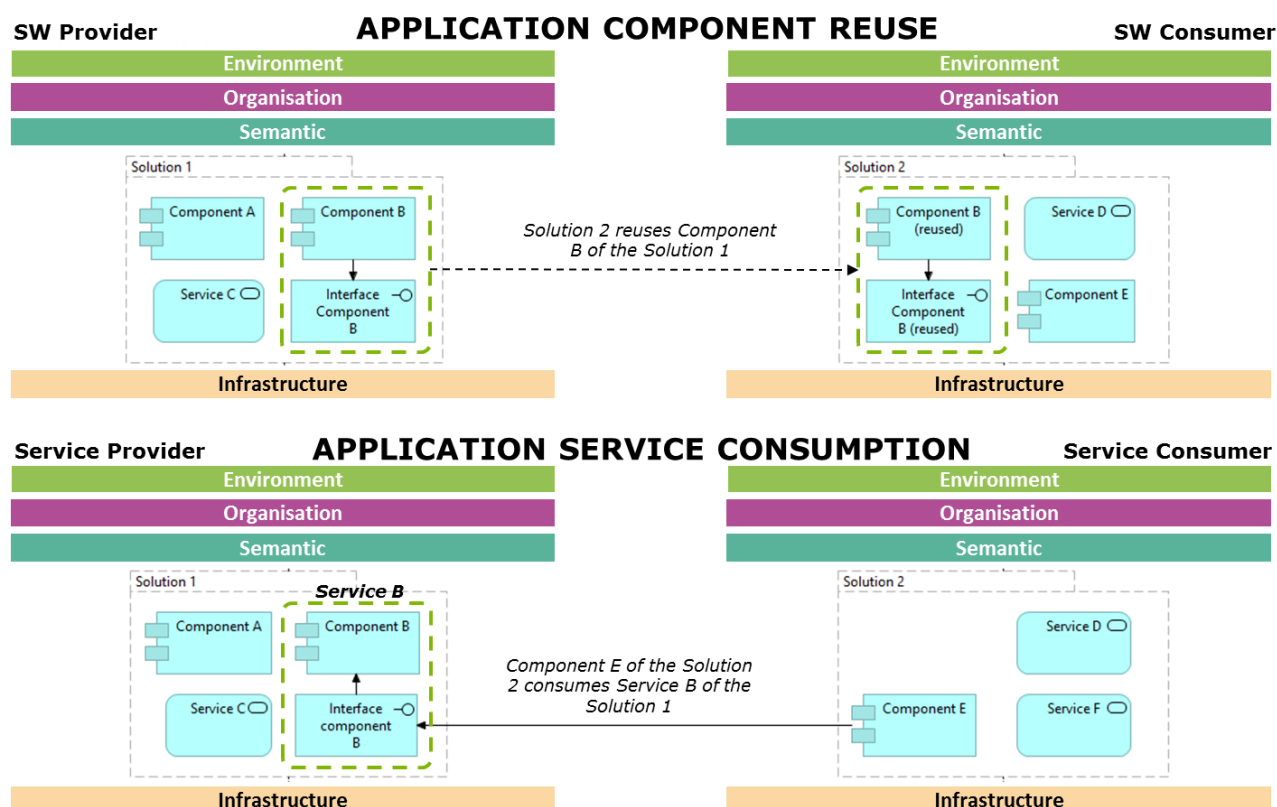 APPLICATION COMPONENT REUSE
SW Provider
SW Consumer
Environment
Environment
Organisation
Organisation
Semantic
Semantic
Solution 1
Component A
Component B
Service C
Interface
Component
B
Solution 2 reuses Component
B of the Solution 1
Solution 2
Component B
(reused)
Service D
Interface
Component
B (reused)
Component E
Infrastructure
Infrastructure
APPLICATION SERVICE CONSUMPTION
Service Provider
Service Consumer
Environment
Environment
Organisation
Organisation
Semantic
Semantic
Solution 1
Service B
Component A
Component B
Service C
Interface
component
B
Component E of the Solution
2 consumes Service B of the
Solution 1
Solution 2
Service D
Component E
Service F
Infrastructure
Infrastructure